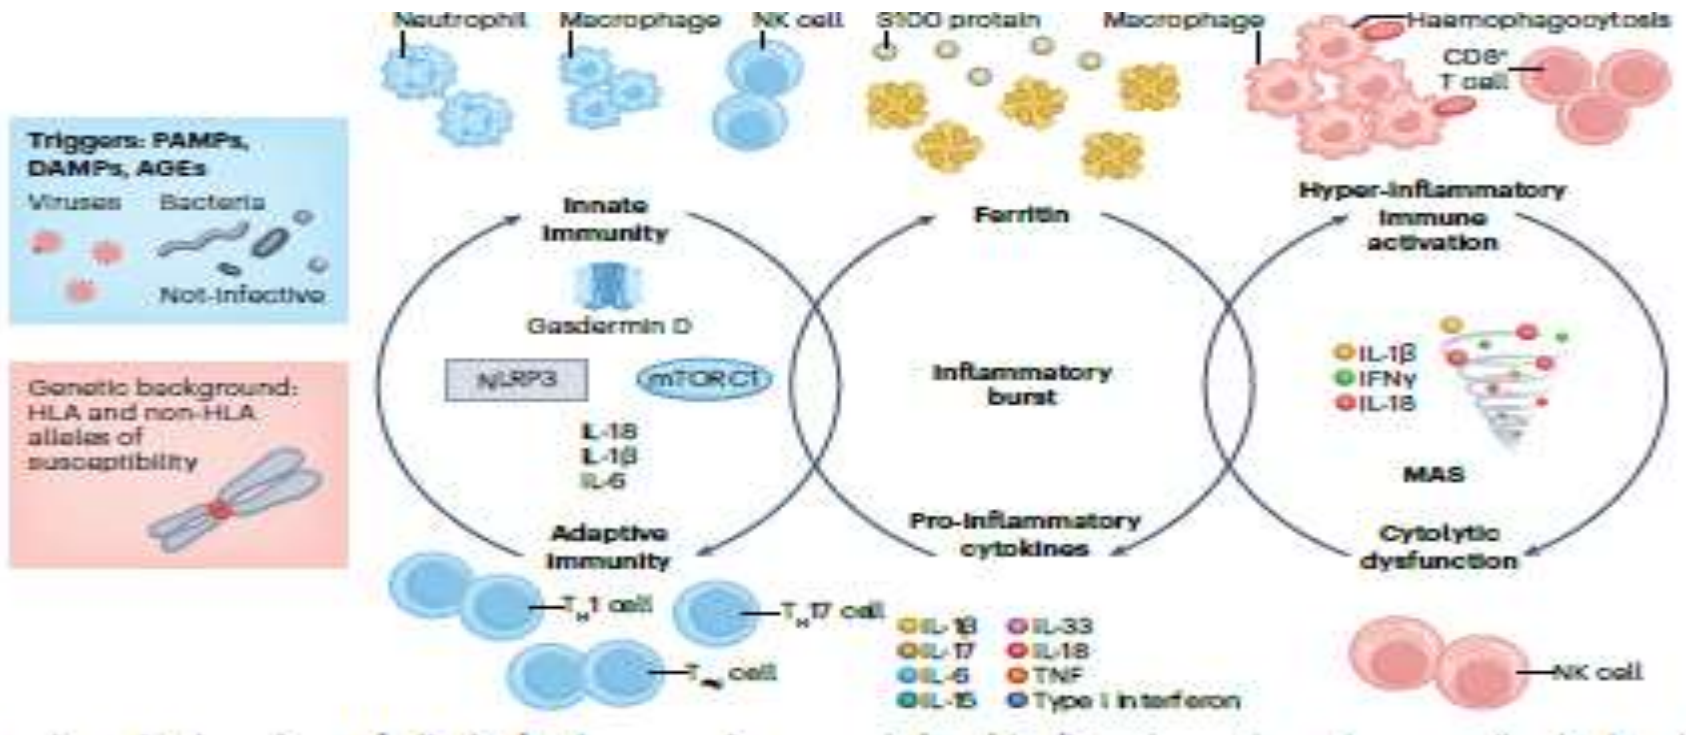 Neutrophil
Macrophage
NK cell
S100 protein
Macrophage
Haemophagocytosis
CD8+
T cell
Triggers: PAMPs,
DAMPs, AGEs
Viruses
Bacteria
Not-infective
Genetic background:
HLA and non-HLA
alleles of
susceptibility
Innate
immunity
Gasdermin D
NLRP3
mTORC1
IL-18
IL-1β
IL-6
Adaptive
immunity
TH1 cell
TH17 cell
cell
Ferritin
Inflammatory
burst
Pro-inflammatory
cytokines
IL-1β
IL-33
IL-17
IL-18
IL-6
TNF
IL-15
Type I interferon
Hyper-inflammatory
immune
activation
IL-1β
IFNγ
IL-18
MAS
Cytolytic
dysfunction
NK cell